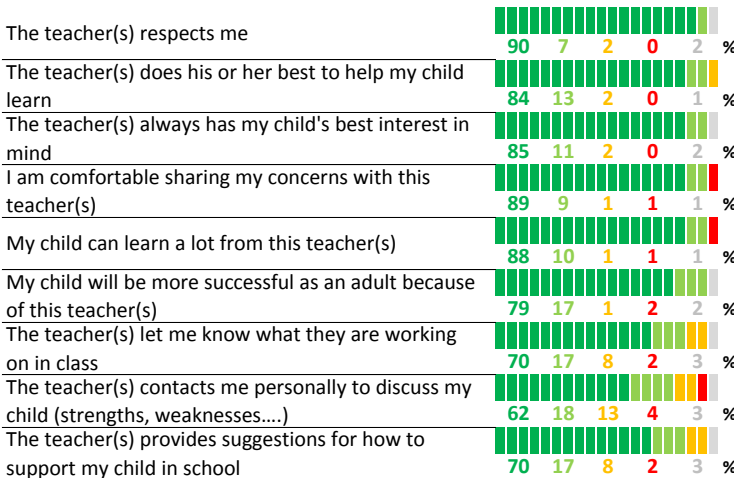 The teacher(s) respects me
90 7 2 0 2 %
The teacher(s) does his or her best to help my child
learn
84 13 2 0 1 %
The teacher(s) always has my child's best interest in
mind
85 11 2 0 2 %
I am comfortable sharing my concerns with this
teacher(s)
89 9 1 1 1 %
My child can learn a lot from this teacher(s)
88 10 1 1 1 %
My child will be more successful as an adult because
of this teacher(s)
79 17 1 2 2 %
The teacher(s) let me know what they are working
on in class
70 17 8 2 3 %
The teacher(s) contacts me personally to discuss my
child (strengths, weaknesses....)
62 18 13 4 3 %
The teacher(s) provides suggestions for how to
support my child in school
70 17 8 2 3 %